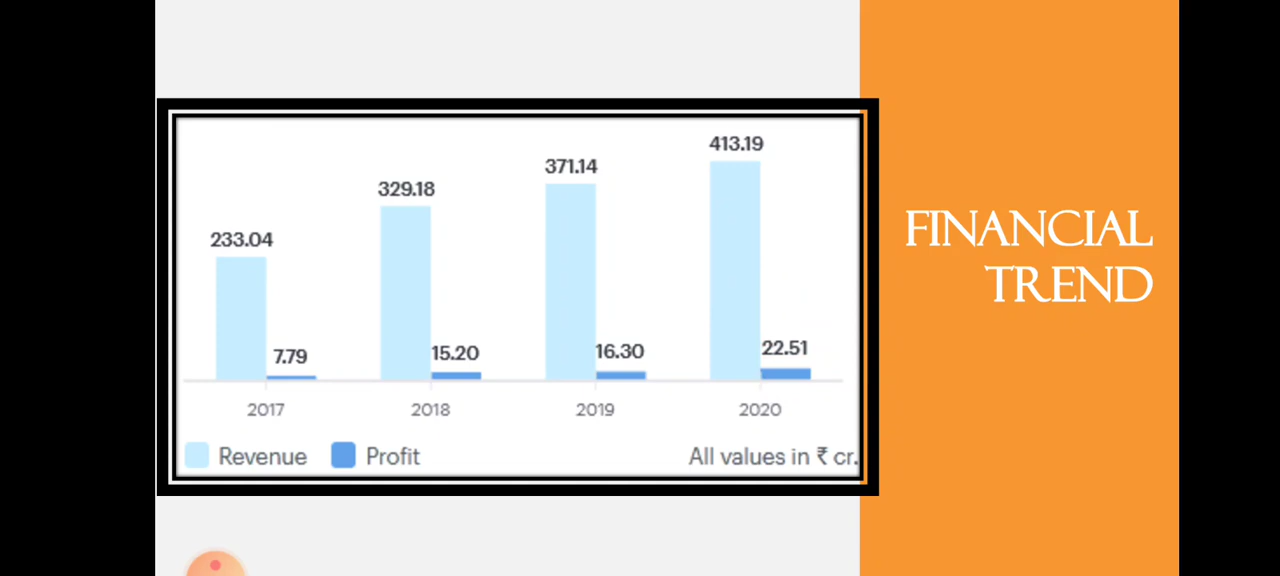 413.19
371.14
329.18
233.04
7.79
15.20
16.30
22.51
2017 2018 2019 2020
Revenue Profit All values in ₹ cr.
FINANCIAL
TREND